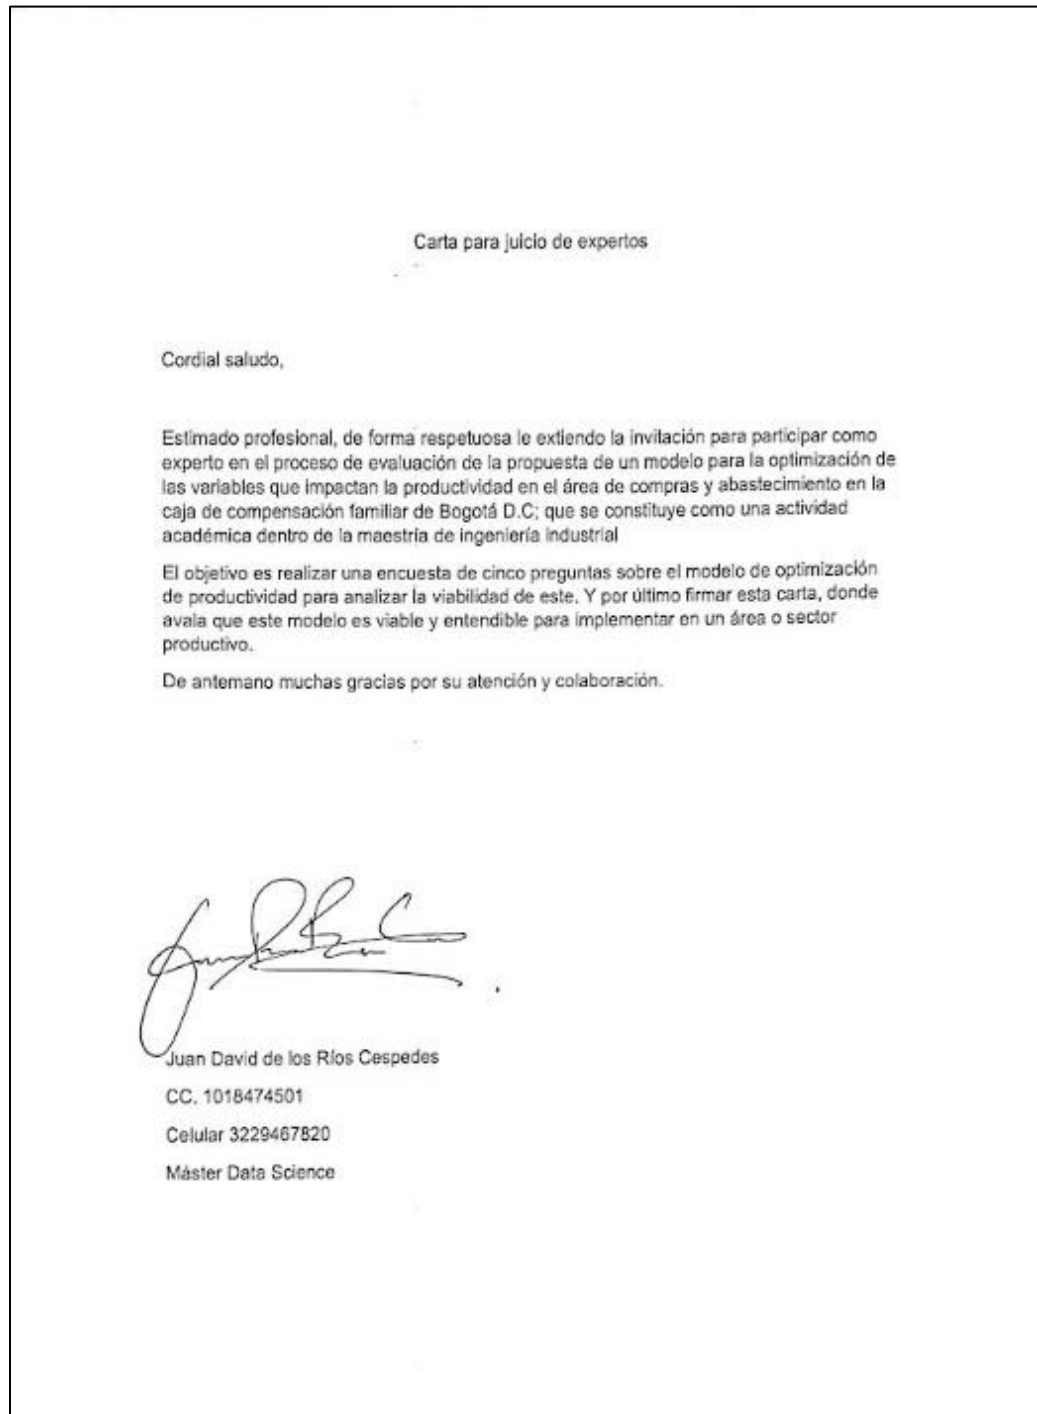 Carta para juicio de expertos
Cordial saludo,
Estimado profesional, de forma respetuosa le extiendo la invitación para participar como
experto en el proceso de evaluación de la propuesta de un modelo para la optimización de
las variables que impactan la productividad en el área de compras y abastecimiento en la
caja de compensación familiar de Bogotá D.C; que se constituye como una actividad
académica dentro de la maestría de ingeniería industrial
El objetivo es realizar una encuesta de cinco preguntas sobre el modelo de optimización
de productividad para analizar la viabilidad de este. Y por último firmar esta carta, donde
avala que este modelo es viable y entendible para implementar en un área o sector
productivo.
De antemano muchas gracias por su atención y colaboración.
Juan David de los Ríos Cespedes
CC. 1018474501
Celular 3229467820
Máster Data Science